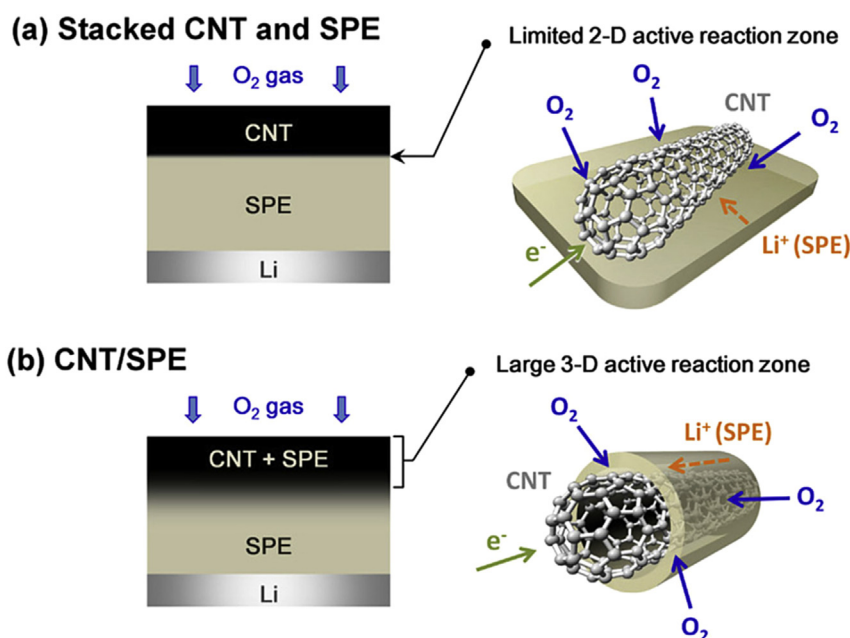 (a) Stacked CNT and SPE
O₂ gas
CNT
SPE
Li
Limited 2-D active reaction zone
O₂
O₂
CNT
O₂
Li⁺ (SPE)
e⁻
(b) CNT/SPE
O₂ gas
CNT + SPE
SPE
Li
Large 3-D active reaction zone
O₂
Li⁺ (SPE)
CNT
O₂
e⁻
O₂